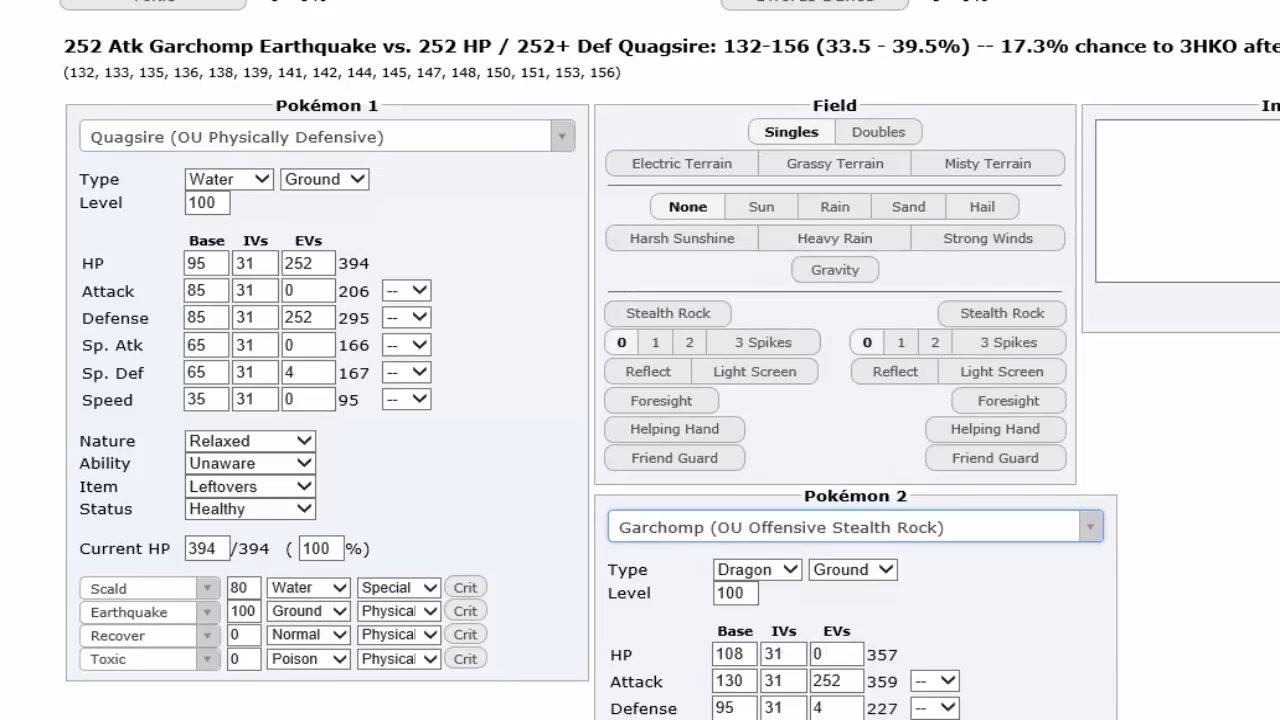 252 Atk Garchomp Earthquake vs. 252 HP / 252+ Def Quagsire: 132-156 (33.5 - 39.5%) -- 17.3% chance to 3HKO afte
(132, 133, 135, 136, 138, 139, 141, 142, 144, 145, 147, 148, 150, 151, 153, 156)
Pokémon 1
Quagsire (OU Physically Defensive)
Type Water Ground
Level 100
Base IVs EVs
HP 95 31 252 394
Attack 85 31 0 206 --
Defense 85 31 252 295 --
Sp. Atk 65 31 0 166 --
Sp. Def 65 31 4 167 --
Speed 35 31 0 95 --
Nature Relaxed
Ability Unaware
Item Leftovers
Status Healthy
Current HP 394 /394 ( 100 %)
Scald 80 Water Special Crit
Earthquake 100 Ground Physical Crit
Recover 0 Normal Physical Crit
Toxic 0 Poison Physical Crit
Field
Singles Doubles
Electric Terrain Grassy Terrain Misty Terrain
None Sun Rain Sand Hail
Harsh Sunshine Heavy Rain Strong Winds
Gravity
Stealth Rock Stealth Rock
0 1 2 3 Spikes 0 1 2 3 Spikes
Reflect Light Screen Reflect Light Screen
Foresight Foresight
Helping Hand Helping Hand
Friend Guard Friend Guard
Pokémon 2
Garchomp (OU Offensive Stealth Rock)
Type Dragon Ground
Level 100
Base IVs EVs
HP 108 31 0 357
Attack 130 31 252 359 --
Defense 95 31 4 227 --